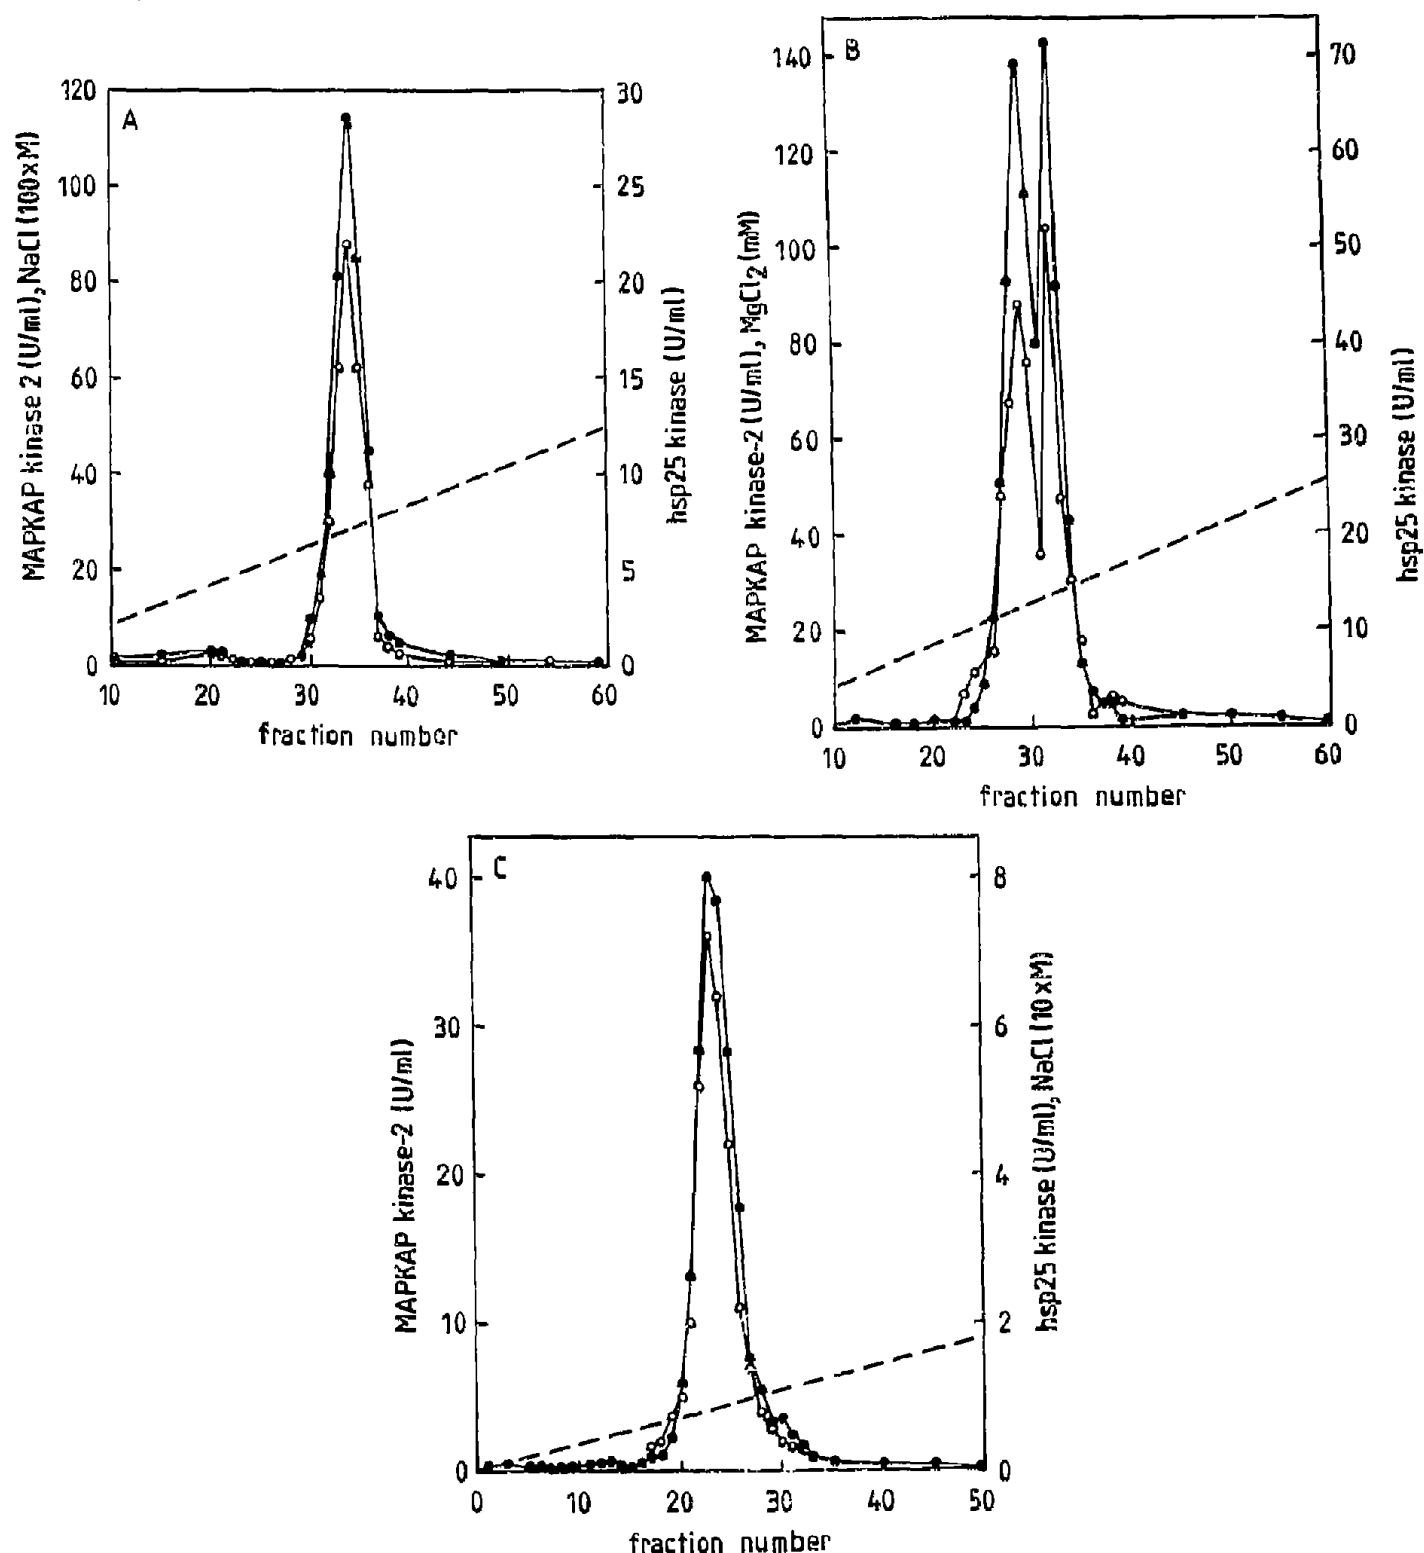 A
MAPKAP kinase 2 (U/ml), NaCl (100xM)
120
100
80
60
40
20
0
30
25
20
15
10
5
0
hsp25 kinase (U/ml)
10 20 30 40 50 60
fraction number
B
MAPKAP kinase-2 (U/ml), MgCl2 (mM)
140
120
100
80
60
40
20
0
70
60
50
40
30
20
10
0
hsp25 kinase (U/ml)
10 20 30 40 50 60
fraction number
C
MAPKAP kinase-2 (U/ml)
40
30
20
10
0
8
6
4
2
0
hsp25 kinase (U/ml), NaCl (10xM)
0 10 20 30 40 50
fraction number